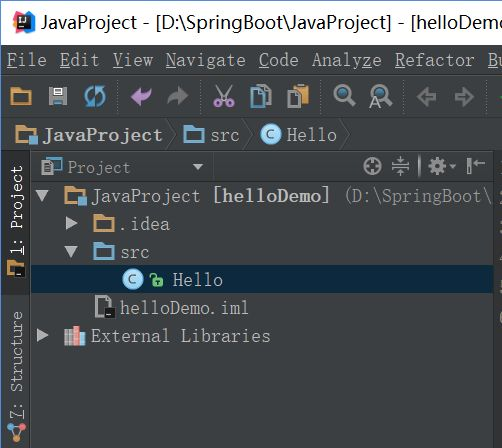 JavaProject - [D:\SpringBoot\JavaProject] - [helloDemo
File Edit View Navigate Code Analyze Refactor
JavaProject src Hello
Project
1: Project
JavaProject [helloDemo] (D:\SpringBoot\
.idea
src
Hello
helloDemo.iml
External Libraries
7: Structure